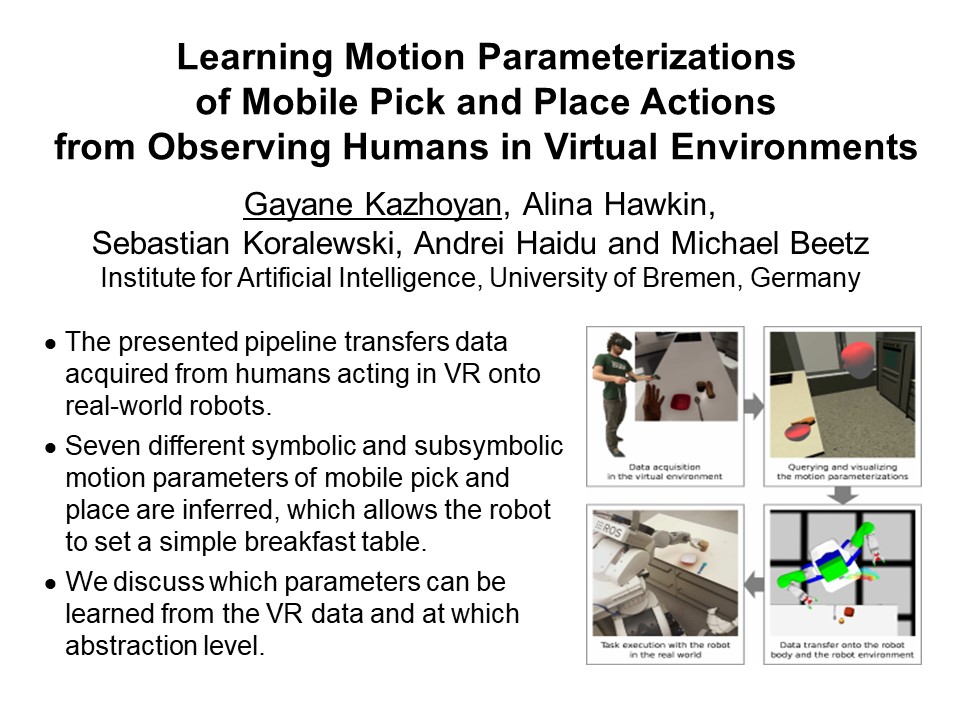 Learning Motion Parameterizations
of Mobile Pick and Place Actions
from Observing Humans in Virtual Environments
Gayane Kazhoyan, Alina Hawkin,
Sebastian Koralewski, Andrei Haidu and Michael Beetz
Institute for Artificial Intelligence, University of Bremen, Germany
● The presented pipeline transfers data
acquired from humans acting in VR onto
real-world robots.
● Seven different symbolic and subsymbolic
motion parameters of mobile pick and
place are inferred, which allows the robot
to set a simple breakfast table.
● We discuss which parameters can be
learned from the VR data and at which
abstraction level.
Data acquisition
in the virtual environment
Querying and visualizing
the motion parameterizations
ROS
Task execution with the robot
in the real world
Data transfer onto the robot
body and the robot environment